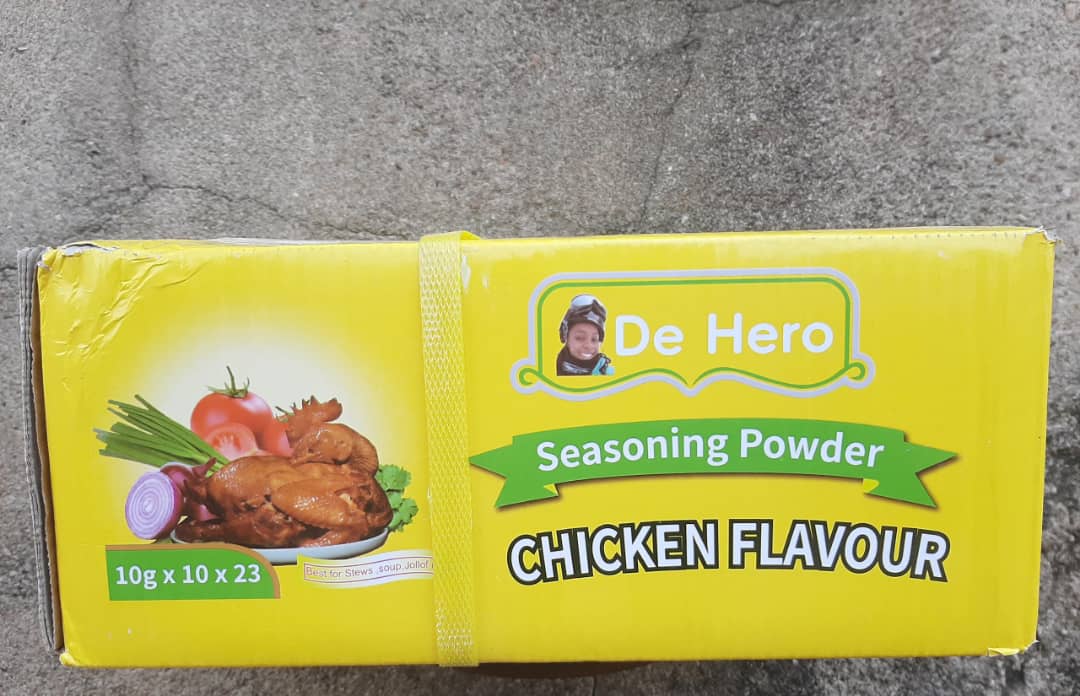 De Hero
Seasoning Powder
CHICKEN FLAVOUR
10g x 10 x 23
Best for Stews ,soup,Jollof